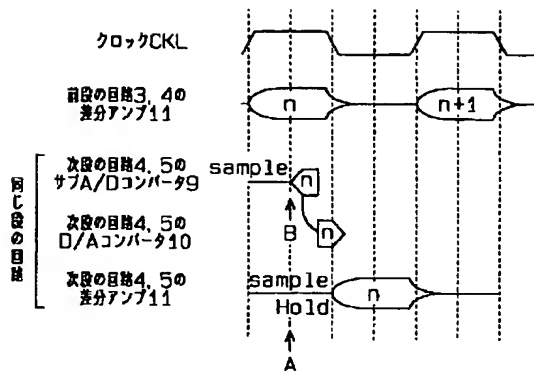 クロックCKL
前段の回路3, 4の
差分アンプ11
n
n+1
同じ段の回路
次段の回路4, 5の
サブA/Dコンバータ9
sample
n
次段の回路4, 5の
D/Aコンバータ10
B
n
次段の回路4, 5の
差分アンプ11
sample
Hold
n
A